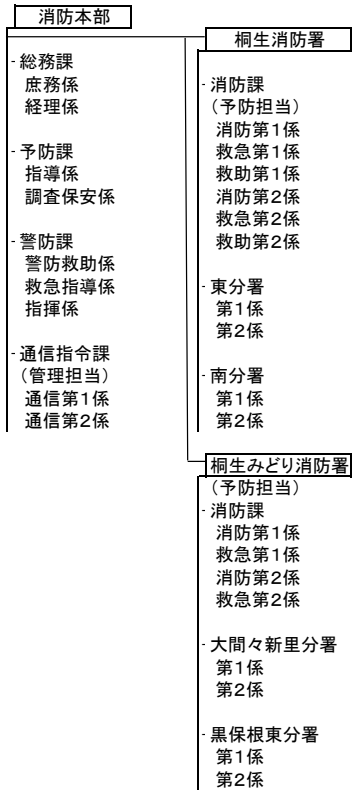 消防本部
- 総務課
庶務係
経理係
- 予防課
指導係
調査保安係
- 警防課
警防救助係
救急指導係
指揮係
- 通信指令課
（管理担当）
通信第１係
通信第２係
桐生消防署
- 消防課
（予防担当）
消防第１係
救急第１係
救助第１係
消防第２係
救急第２係
救助第２係
- 東分署
第１係
第２係
- 南分署
第１係
第２係
桐生みどり消防署
（予防担当）
- 消防課
消防第１係
救急第１係
消防第２係
救急第２係
- 大間々新里分署
第１係
第２係
- 黒保根東分署
第１係
第２係